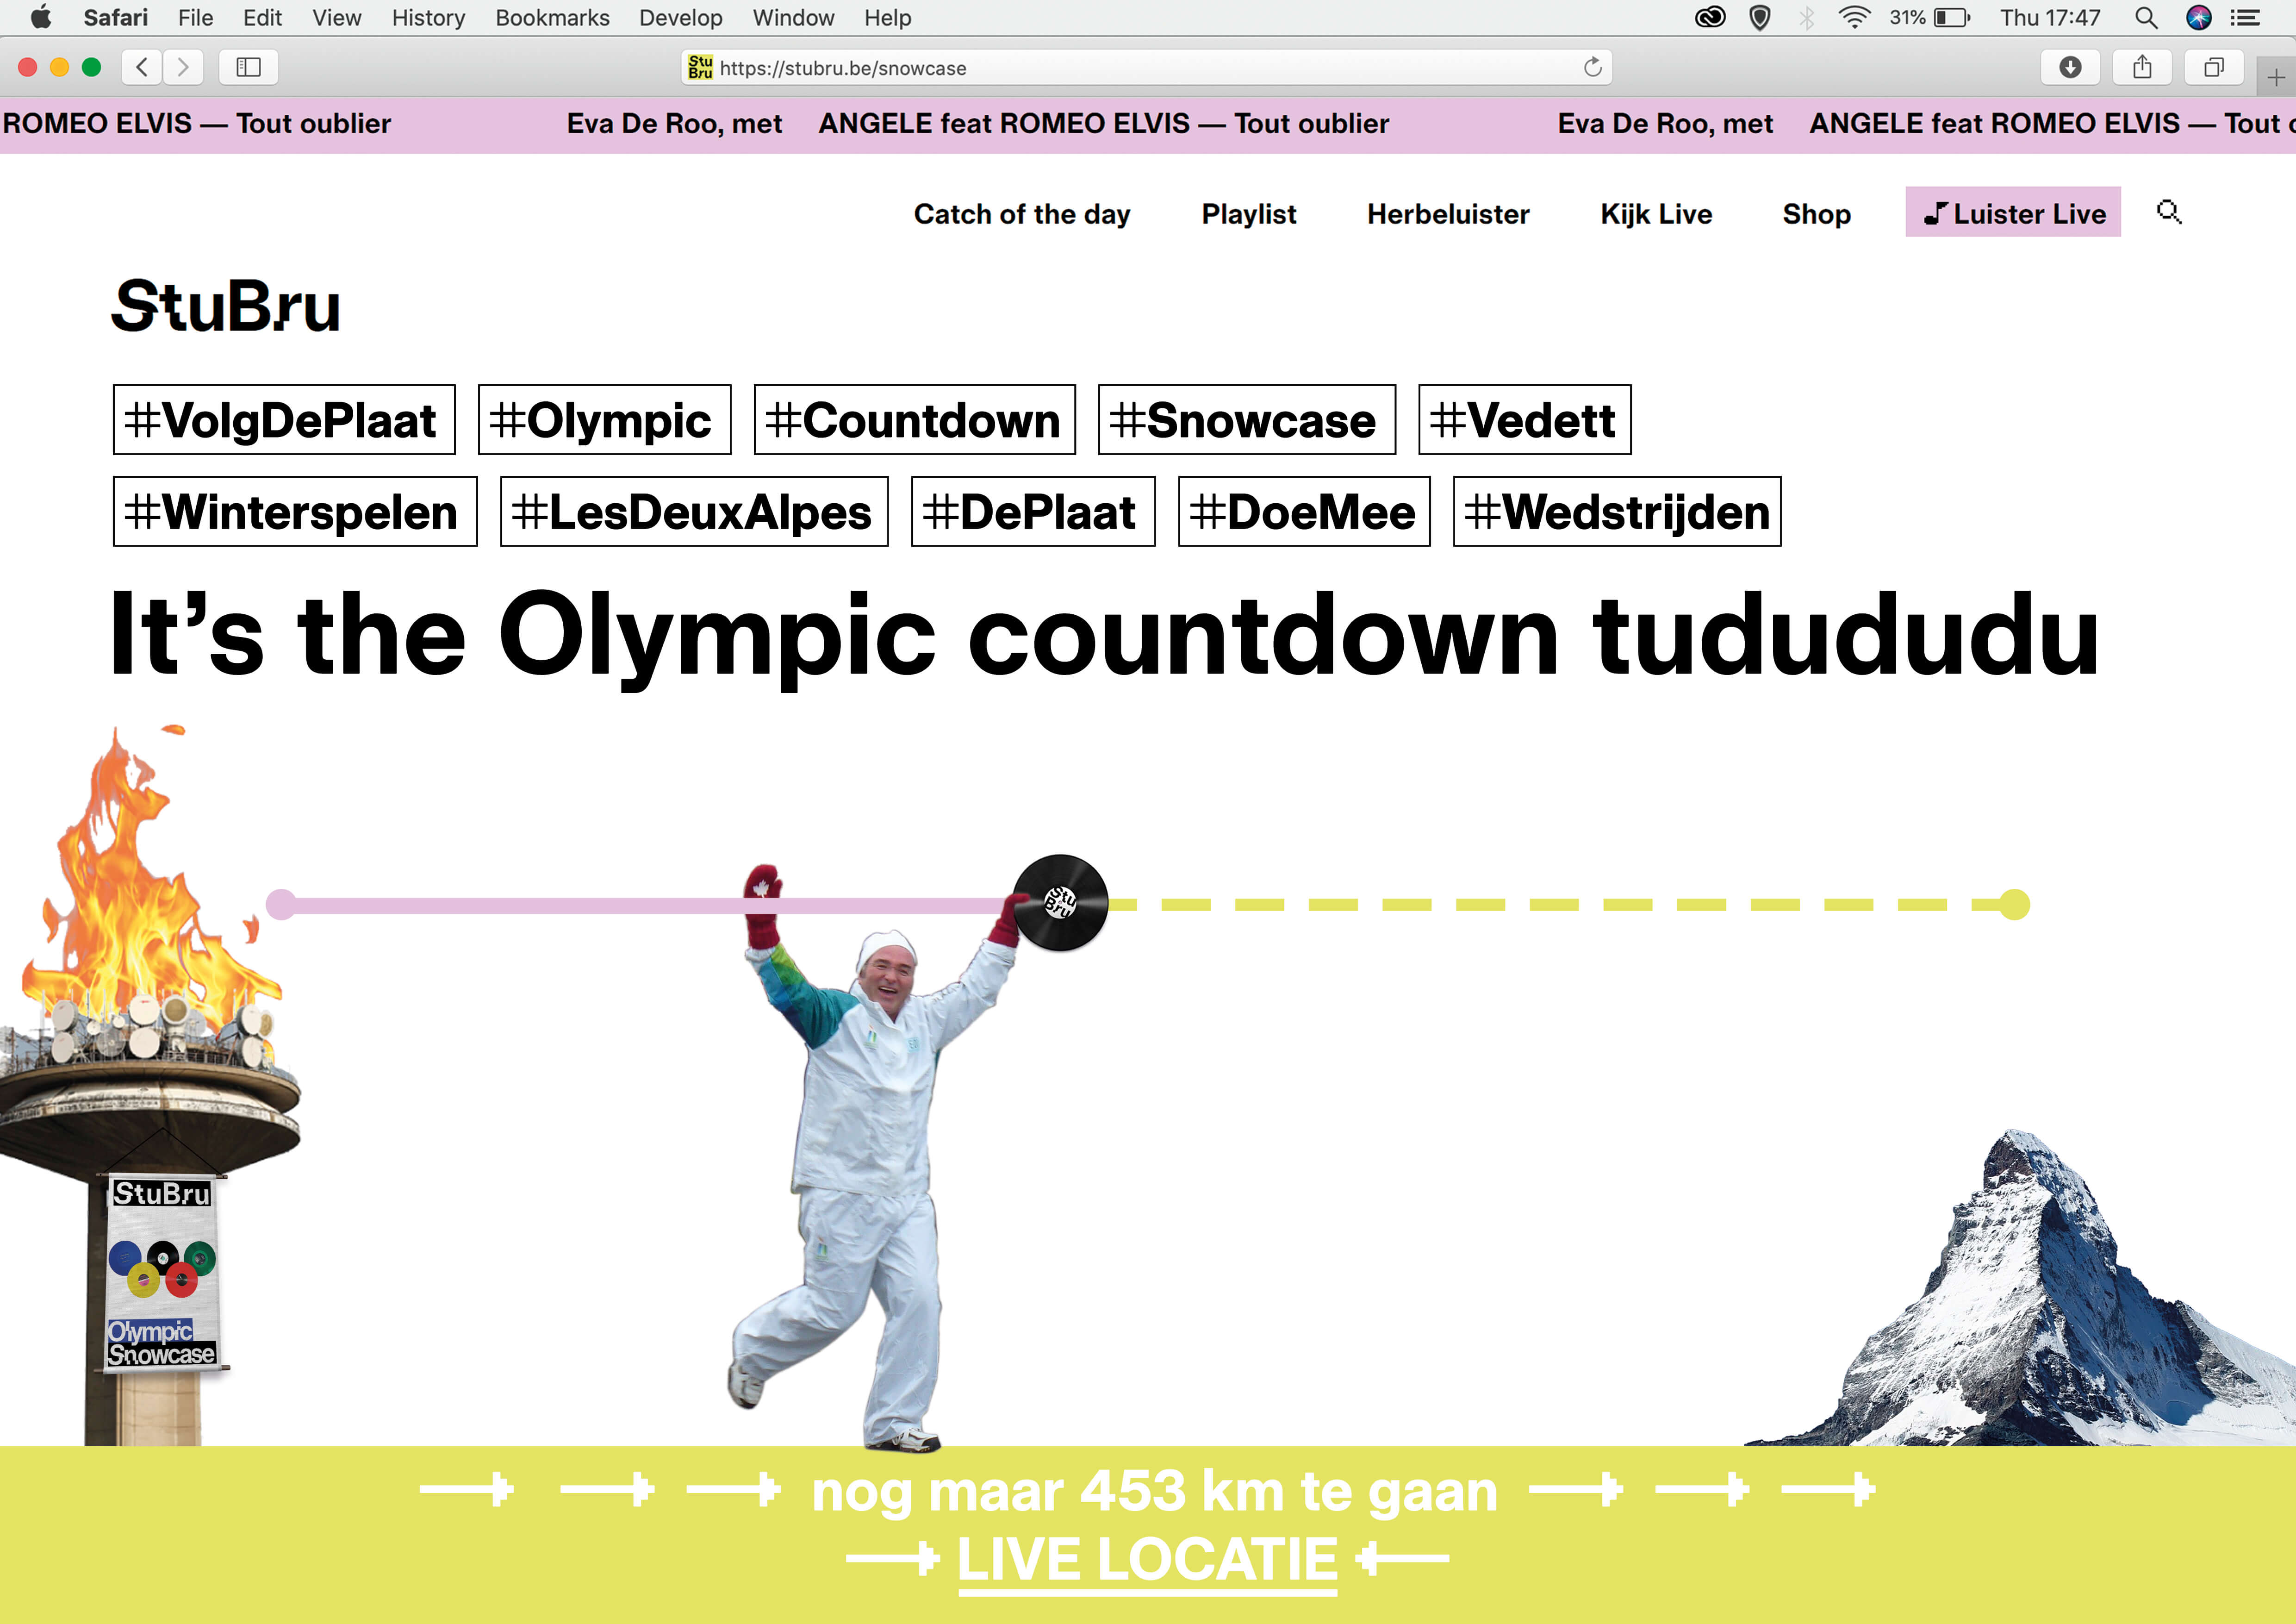 Safari File Edit View History Bookmarks Develop Window Help 31% Thu 17:47
Stu Bru https://stubru.be/snowcase
ROMEO ELVIS — Tout oublier Eva De Roo, met ANGELE feat ROMEO ELVIS — Tout oublier Eva De Roo, met ANGELE feat ROMEO ELVIS — Tout o
Catch of the day Playlist Herbeluister Kijk Live Shop Luister Live
StuBru
#VolgDePlaat #Olympic #Countdown #Snowcase #Vedett
#Winterspelen #LesDeuxAlpes #DePlaat #DoeMee #Wedstrijden
It’s the Olympic countdown tudududu
Stu
Bru
StuBru
Olympic
Snowcase
nog maar 453 km te gaan
LIVE LOCATIE